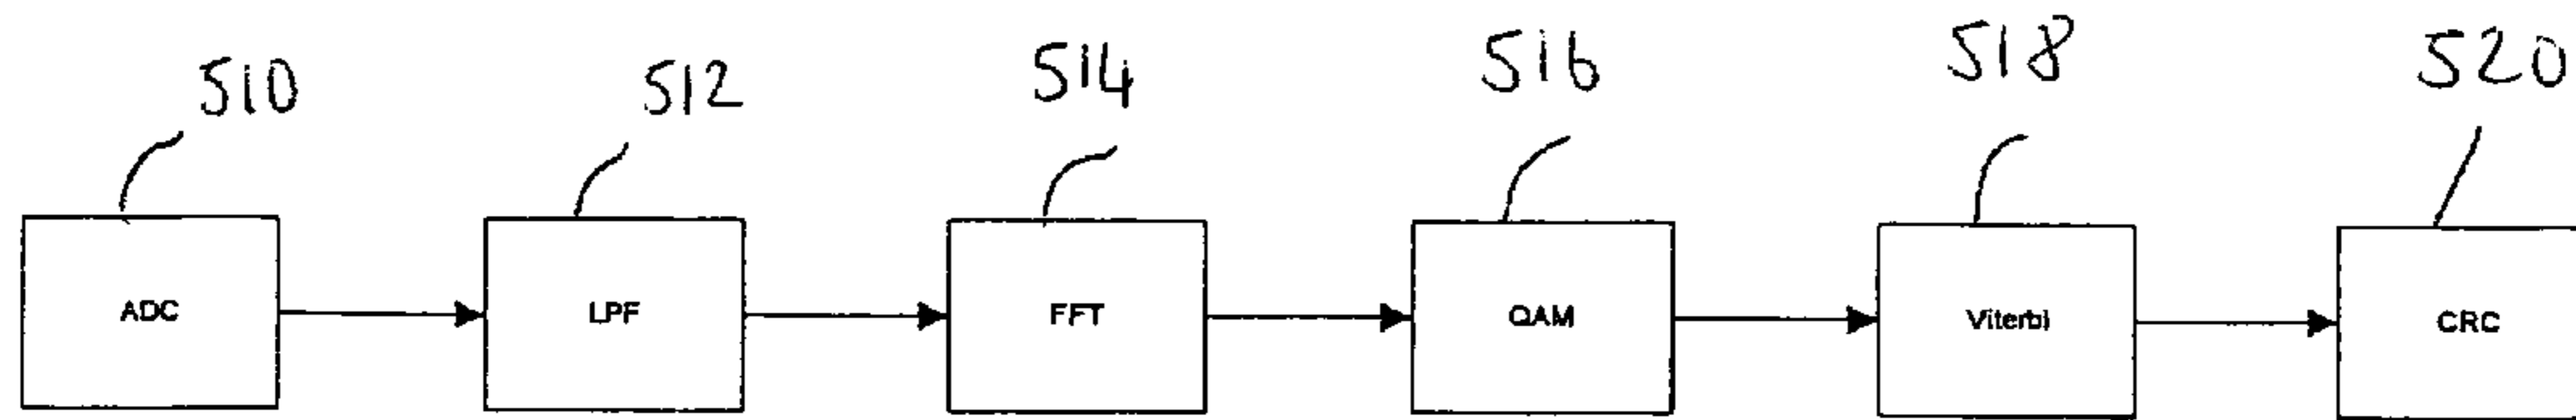 510 512 514 516 518 520
ADC LPF FFT QAM Viterbi CRC